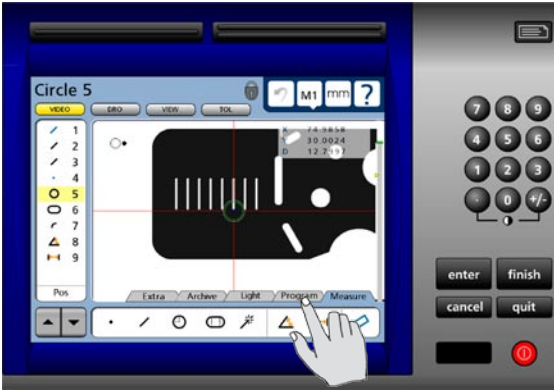 Circle 5
M1 mm ?
VIDEO DRO VIEW TOL
1
2
3
4
5
6
7
8
9
Pos
X 74.9858
Y 30.0024
D 12.7997
Extra Archive Light Program Measure
7 8 9
4 5 6
1 2 3
. 0 +/-
enter finish
cancel quit